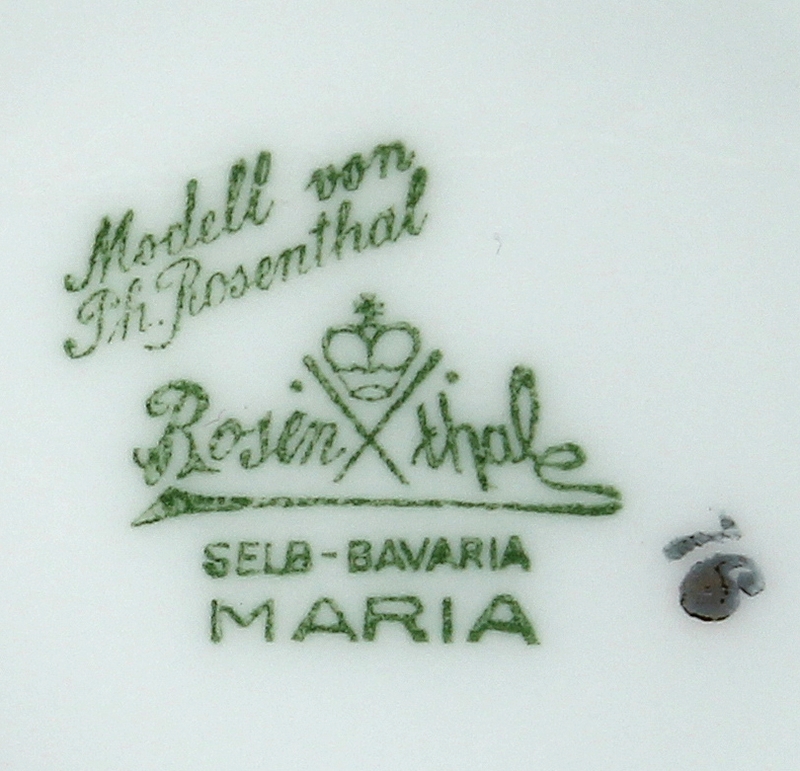 Modell von
Ph. Rosenthal
Rosenthal
SELB-BAVARIA
MARIA